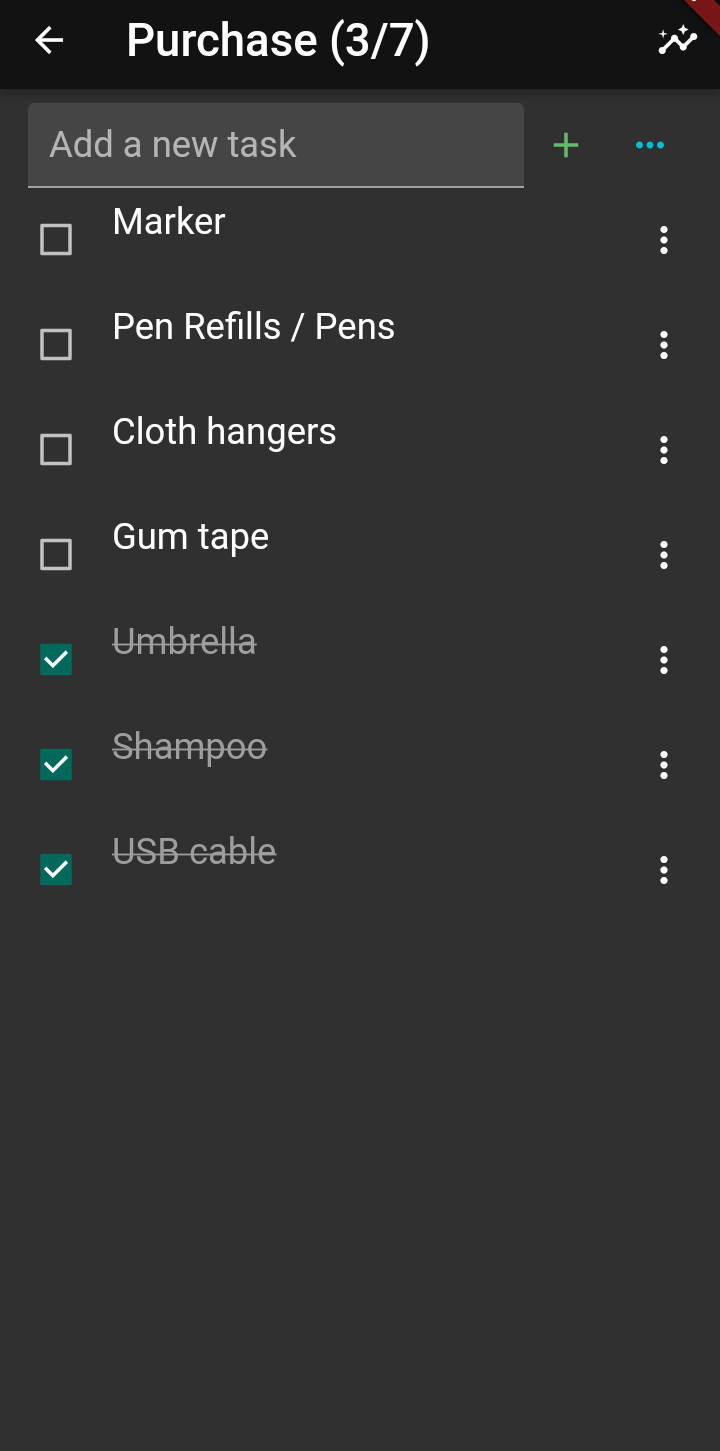 Purchase (3/7)
Add a new task
Marker
Pen Refills / Pens
Cloth hangers
Gum tape
Umbrella
Shampoo
USB cable